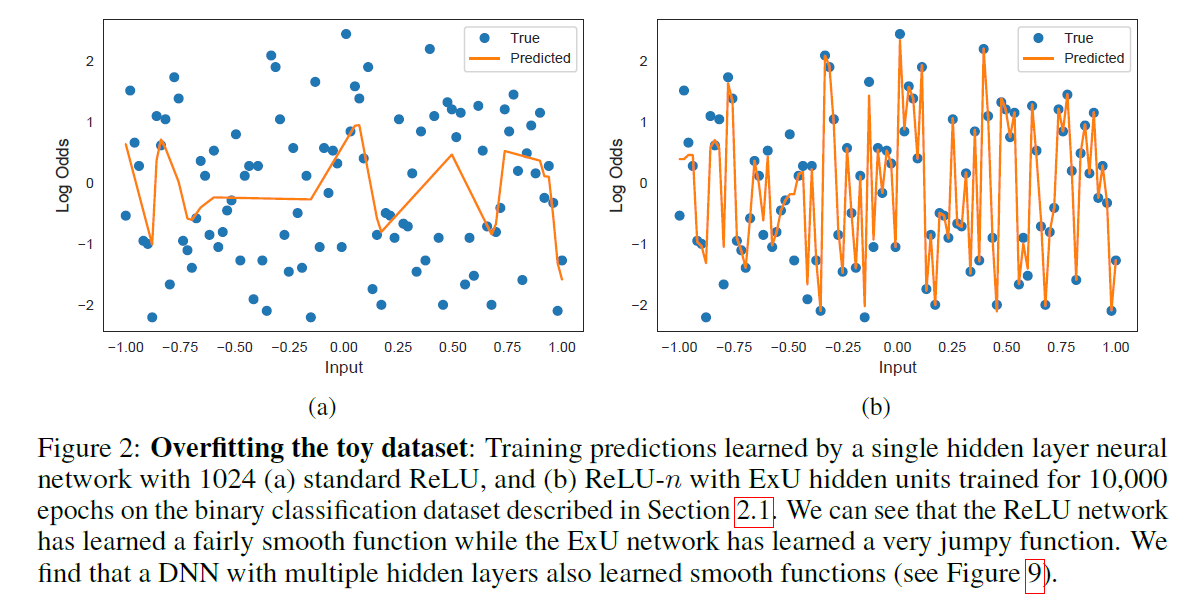 True
Predicted
2
1
0
−1
−2
Log Odds
−1.00 −0.75 −0.50 −0.25 0.00 0.25 0.50 0.75 1.00
Input
(a)
True
Predicted
2
1
0
−1
−2
Log Odds
−1.00 −0.75 −0.50 −0.25 0.00 0.25 0.50 0.75 1.00
Input
(b)
Figure 2: Overfitting the toy dataset: Training predictions learned by a single hidden layer neural
network with 1024 (a) standard ReLU, and (b) ReLU-n with ExU hidden units trained for 10,000
epochs on the binary classification dataset described in Section 2.1. We can see that the ReLU network
has learned a fairly smooth function while the ExU network has learned a very jumpy function. We
find that a DNN with multiple hidden layers also learned smooth functions (see Figure 9).